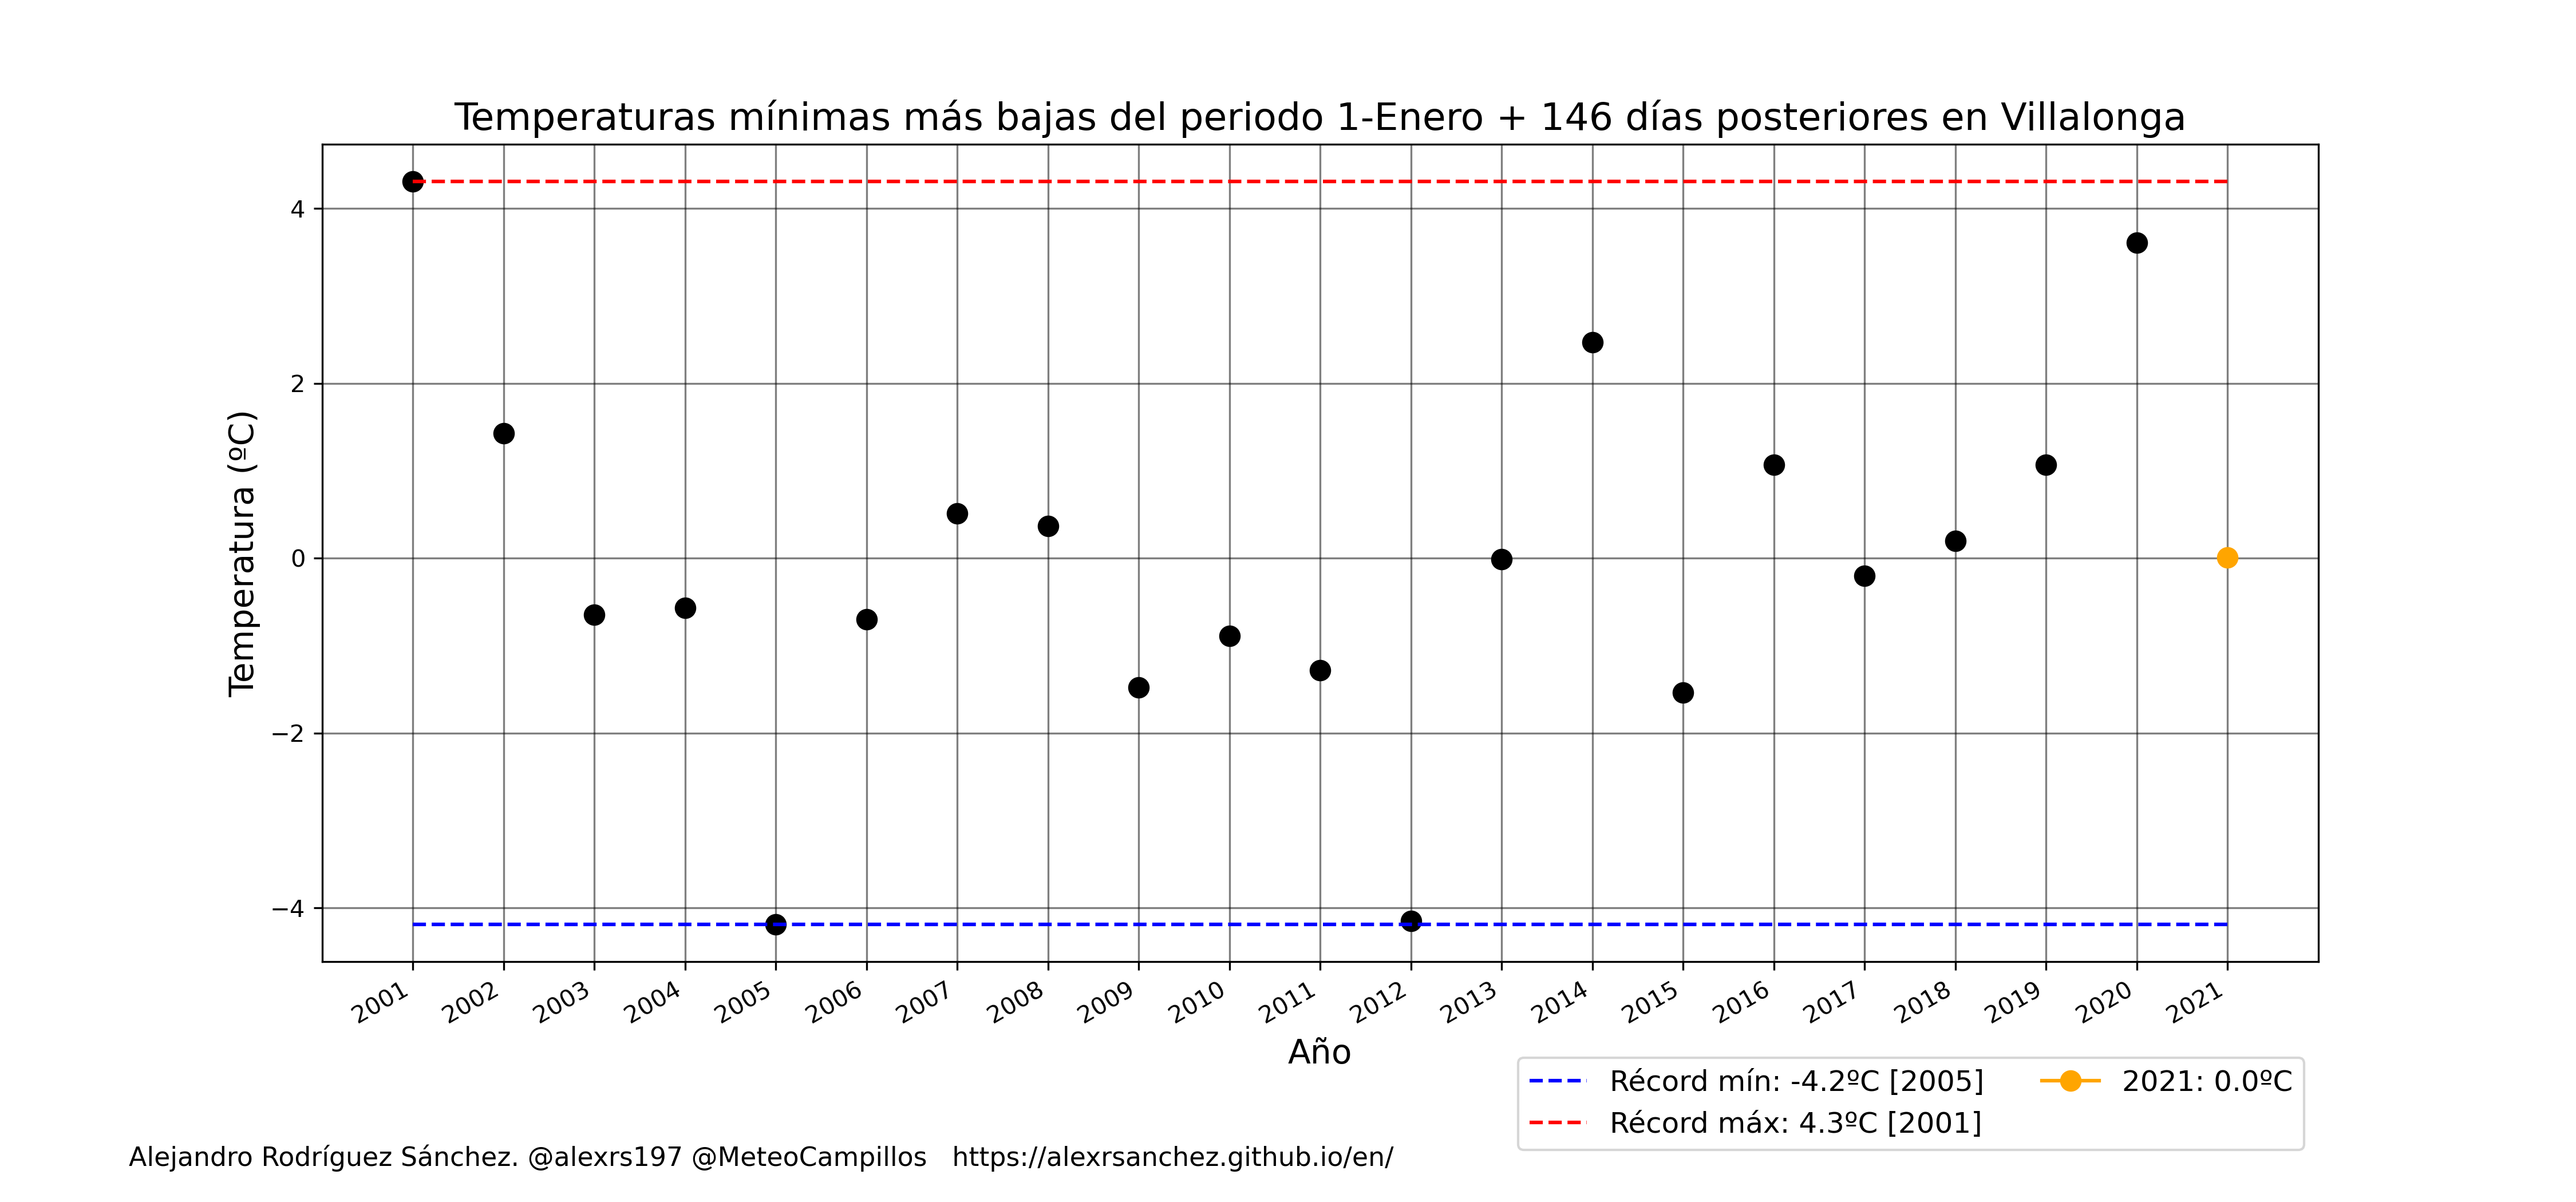 Temperaturas mínimas más bajas del periodo 1-Enero + 146 días posteriores en Villalonga
Temperatura (ºC)
4
2
0
−2
−4
2001 2002 2003 2004 2005 2006 2007 2008 2009 2010 2011 2012 2013 2014 2015 2016 2017 2018 2019 2020 2021
Año
Récord mín: -4.2ºC [2005]
Récord máx: 4.3ºC [2001]
2021: 0.0ºC
Alejandro Rodríguez Sánchez. @alexrs197 @MeteoCampillos https://alexrsanchez.github.io/en/